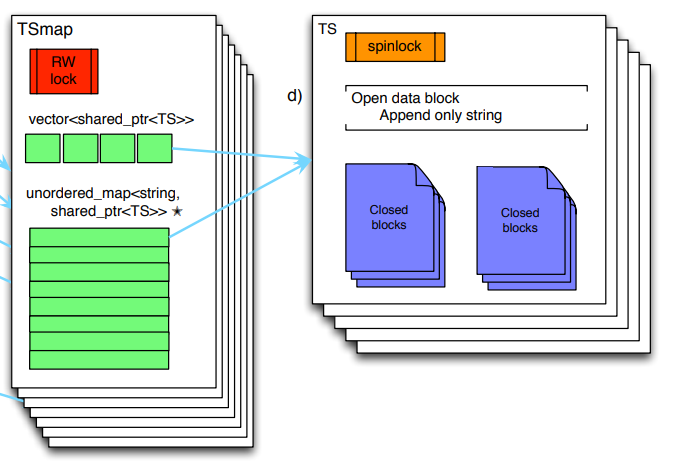 TSmap
RW
lock
vector<shared_ptr<TS>>
unordered_map<string,
shared_ptr<TS>> ★
d)
TS
spinlock
Open data block
Append only string
Closed
blocks
Closed
blocks